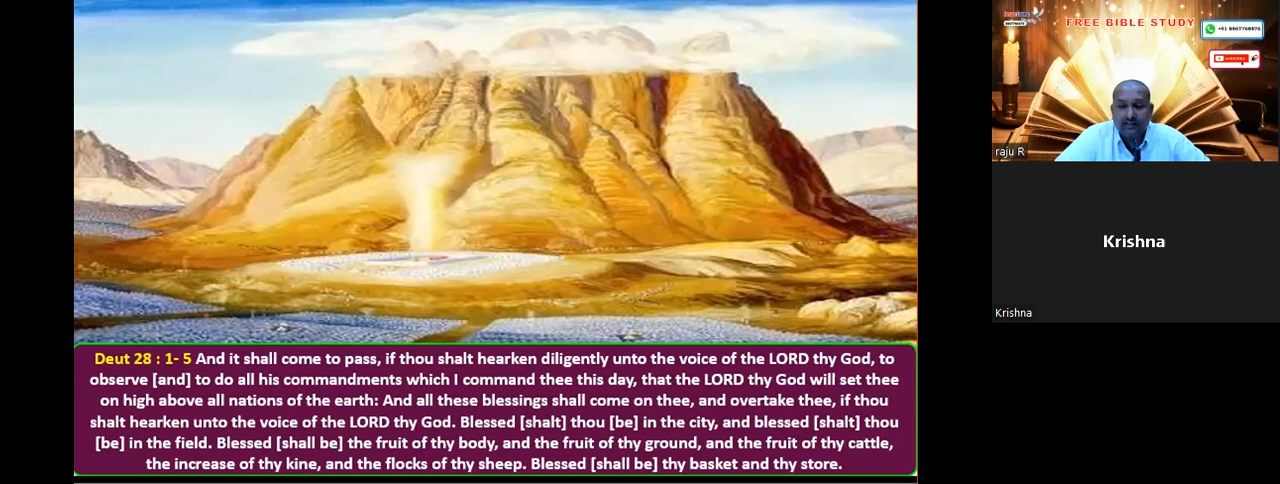 Deut 28 : 1- 5 And it shall come to pass, if thou shalt hearken diligently unto the voice of the LORD thy God, to
observe [and] to do all his commandments which I command thee this day, that the LORD thy God will set thee
on high above all nations of the earth: And all these blessings shall come on thee, and overtake thee, if thou
shalt hearken unto the voice of the LORD thy God. Blessed [shalt] thou [be] in the city, and blessed [shalt] thou
[be] in the field. Blessed [shall be] the fruit of thy body, and the fruit of thy ground, and the fruit of thy cattle,
the increase of thy kine, and the flocks of thy sheep. Blessed [shall be] thy basket and thy store.
FREE BIBLE STUDY
+91 8867768976
raju R
Krishna
Krishna